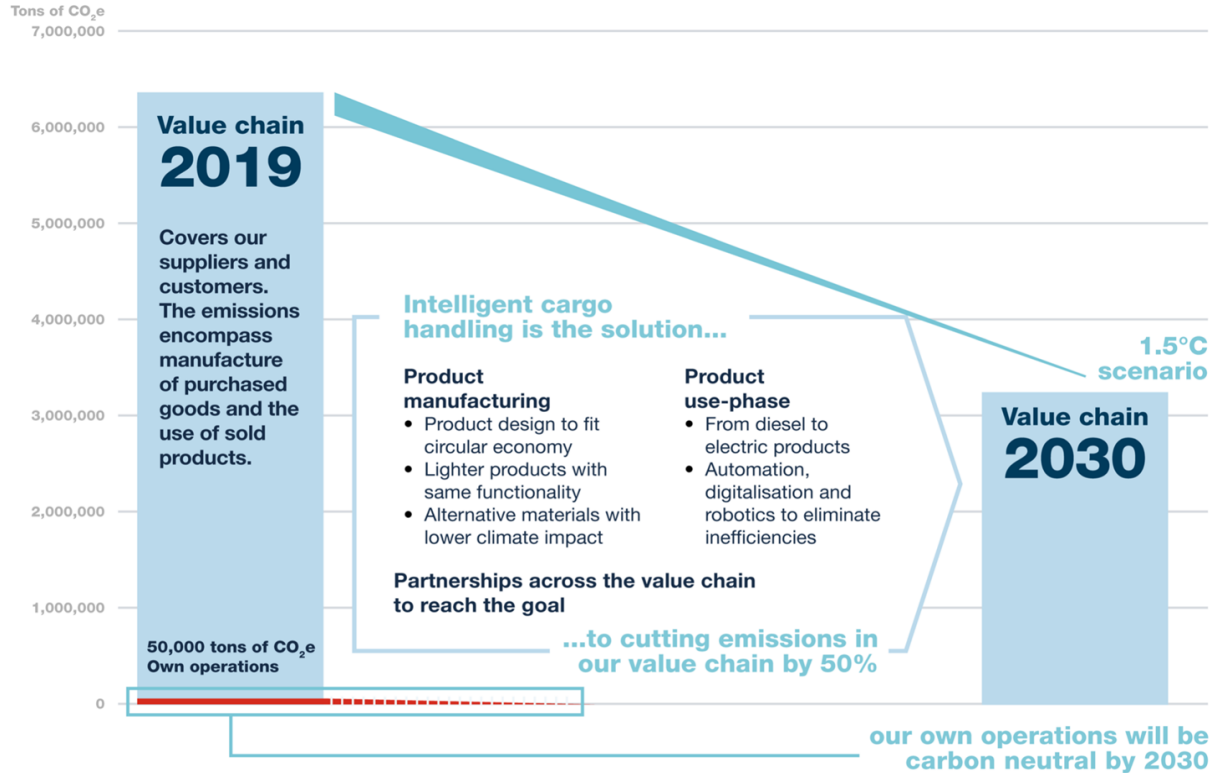 Tons of CO₂e
7,000,000
6,000,000
5,000,000
4,000,000
3,000,000
2,000,000
1,000,000
0
Value chain
2019
Covers our
suppliers and
customers.
The emissions
encompass
manufacture
of purchased
goods and the
use of sold
products.
50,000 tons of CO₂e
Own operations
Intelligent cargo
handling is the solution...
Product
manufacturing
• Product design to fit
circular economy
• Lighter products with
same functionality
• Alternative materials with
lower climate impact
Product
use-phase
• From diesel to
electric products
• Automation,
digitalisation and
robotics to eliminate
inefficiencies
Partnerships across the value chain
to reach the goal
...to cutting emissions in
our value chain by 50%
1.5°C
scenario
Value chain
2030
our own operations will be
carbon neutral by 2030